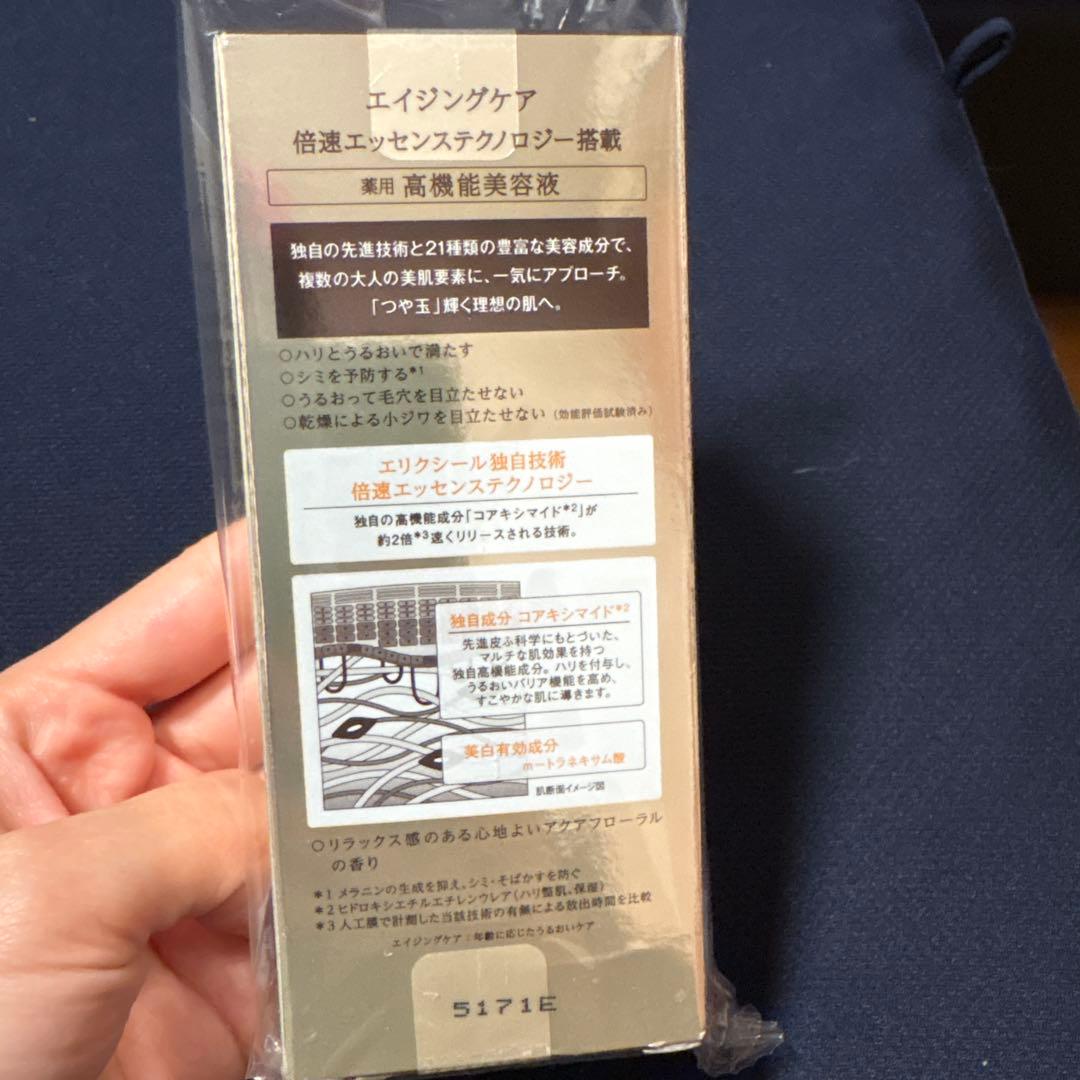 エイジングケア
倍速エッセンステクノロジー搭載
薬用 高機能美容液
独自の先進技術と21種類の豊富な美容成分で、
複数の大人の美肌要素に、一気にアプローチ。
「つや玉」輝く理想の肌へ。
○ハリとうるおいで満たす
○シミを予防する*1
○うるおって毛穴を目立たせない
○乾燥による小ジワを目立たせない (効能評価試験済み)
エリクシール独自技術
倍速エッセンステクノロジー
独自の高機能成分「コアキシマイド*2」が
約2倍*3速くリリースされる技術。
独自成分 コアキシマイド*2
先進皮ふ科学にもとづいた、
マルチな肌効果を持つ
独自高機能成分。ハリを付与し、
うるおいバリア機能を高め、
すこやかな肌に導きます。
美白有効成分
m-トラネキサム酸
肌断面イメージ図
○リラックス感のある心地よいアクアフローラル
の香り
*1 メラニンの生成を抑え、シミ・そばかすを防ぐ
*2 ヒドロキシエチルエチレンウレア(ハリ整肌、保湿)
*3 人工膜で計測した当該技術の有無による放出時間を比較
エイジングケア:年齢に応じたうるおいケア
5171E